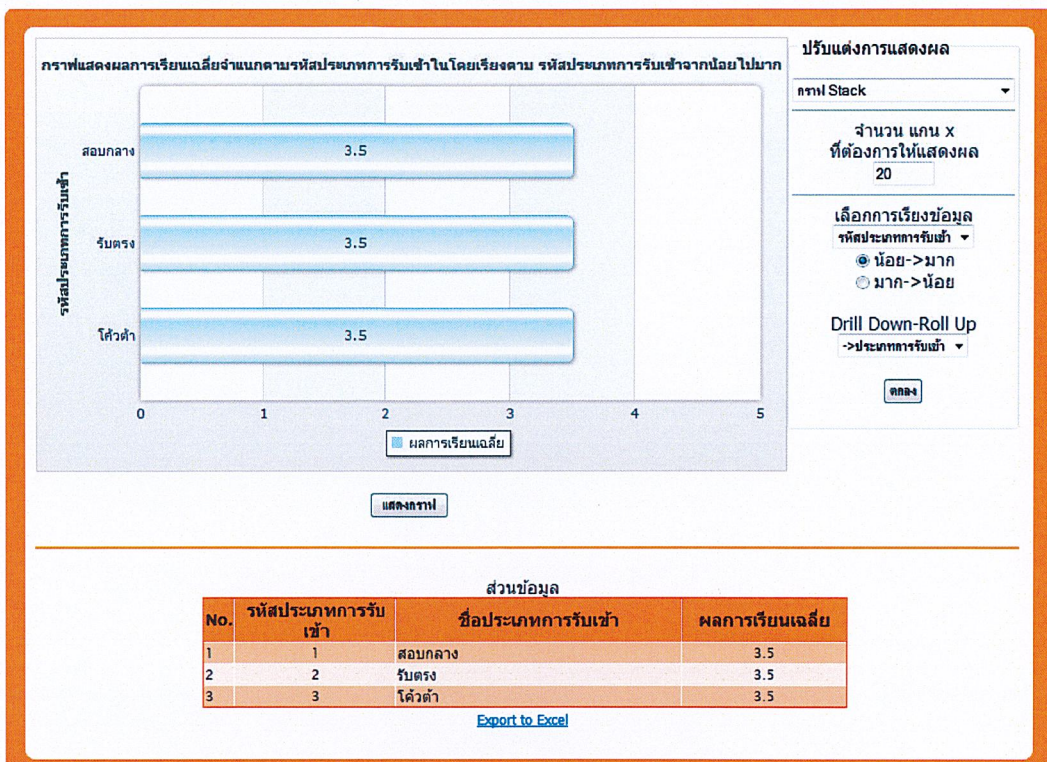 กราฟแสดงผลการเรียนเฉลี่ยจำแนกตามรหัสประเภทการรับเข้าในโดยเรียงตาม รหัสประเภทการรับเข้าจากน้อยไปมาก
รหัสประเภทการรับเข้า
สอบกลาง
3.5
รับตรง
3.5
โค้วต้า
3.5
0 1 2 3 4 5
ผลการเรียนเฉลี่ย
แสดงกราฟ
ปรับแต่งการแสดงผล
กราฟ Stack
จำนวน แกน x
ที่ต้องการให้แสดงผล
20
เลือกการเรียงข้อมูล
รหัสประเภทการรับเข้า
น้อย->มาก
มาก->น้อย
Drill Down-Roll Up
->ประเภทการรับเข้า
ตกลง
ส่วนข้อมูล
No. รหัสประเภทการรับ ชื่อประเภทการรับเข้า ผลการเรียนเฉลี่ย
เข้า
1 1 สอบกลาง 3.5
2 2 รับตรง 3.5
3 3 โค้วต้า 3.5
Export to Excel